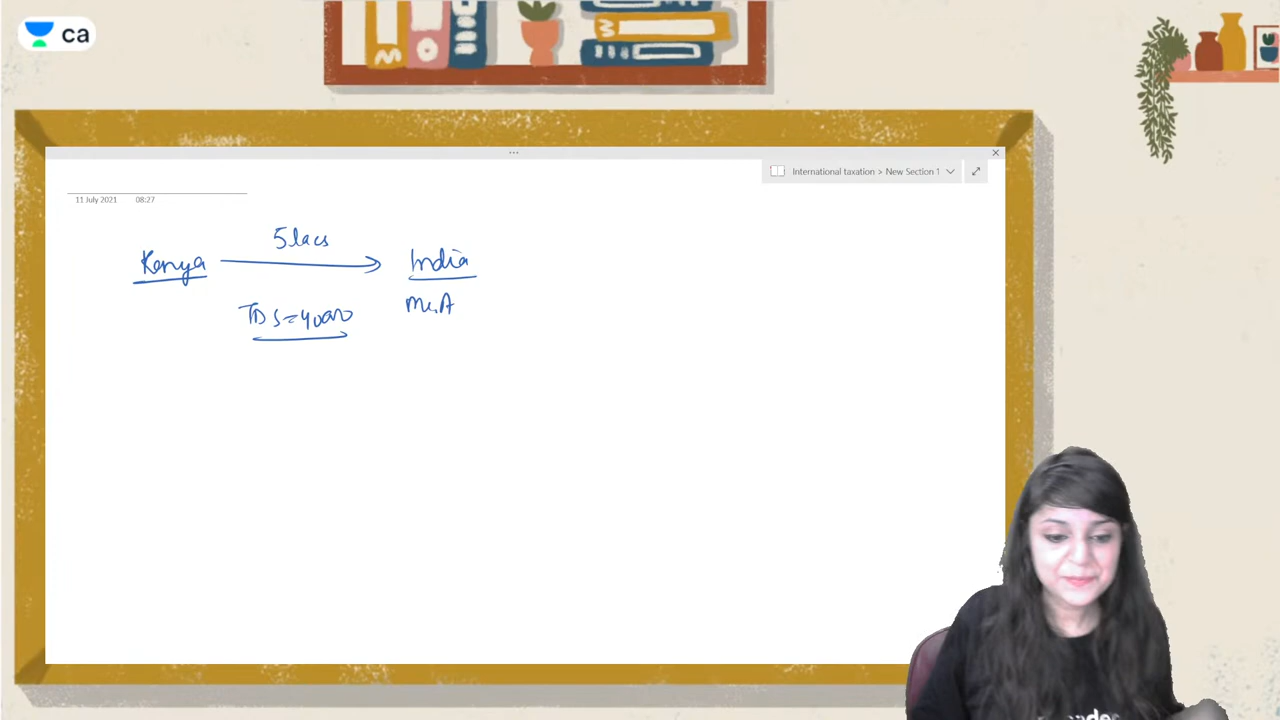 ca
International taxation > New Section 1
11 July 2021 08:27
5 lacs
Kenya India
TDS=40000 Mr.A